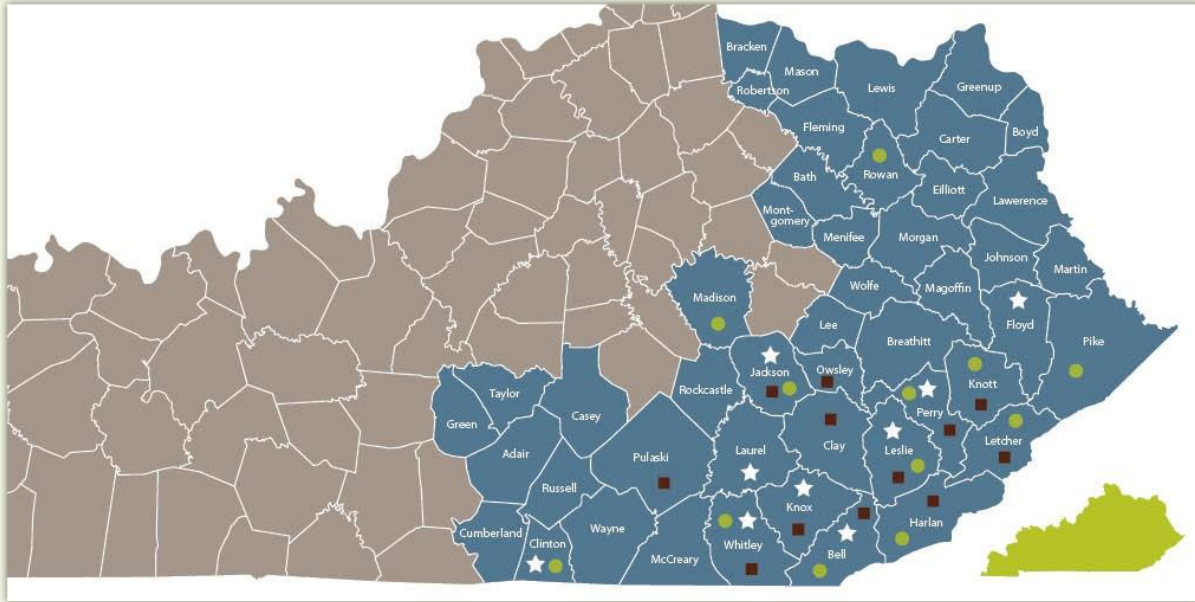 Bracken
Mason
Robertson
Lewis
Greenup
Fleming
Carter
Boyd
Rowan
Bath
Eilliott
Lawerence
Mont-
gomery
Menifee
Morgan
Johnson
Martin
Wolfe
Magoffin
Madison
Lee
Floyd
Breathitt
Pike
Jackson
Owsley
Rockcastle
Knott
Taylor
Casey
Green
Perry
Letcher
Adair
Pulaski
Laurel
Clay
Leslie
Russell
Knox
Harlan
Cumberland
Wayne
Clinton
McCreary
Whitley
Bell